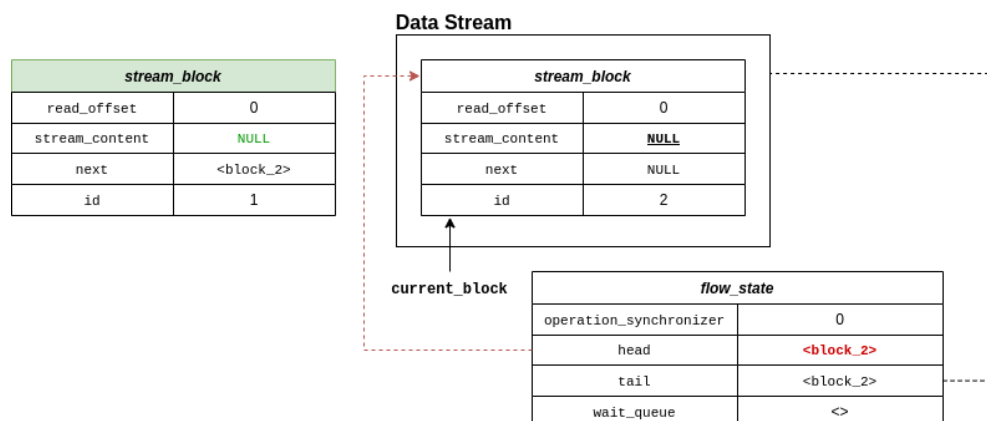 Data Stream
stream_block
read_offset 0
stream_content NULL
next <block_2>
id 1
stream_block
read_offset 0
stream_content NULL
next NULL
id 2
current_block
flow_state
operation_synchronizer 0
head <block_2>
tail <block_2>
wait_queue <>